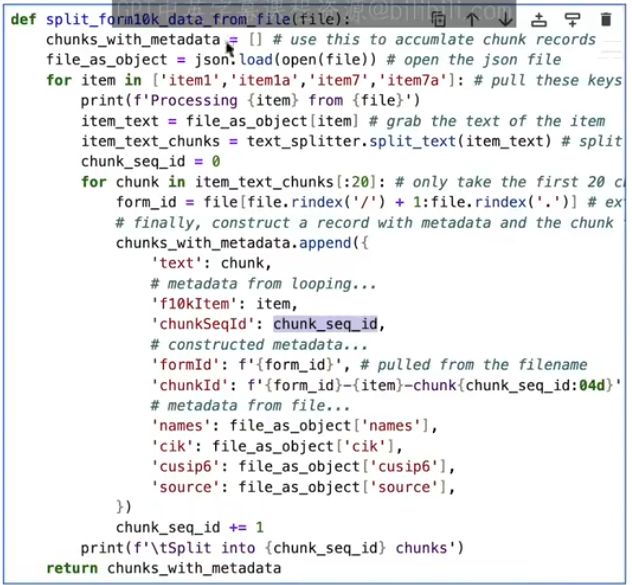 def split_form10k_data_from_file(file):
    chunks_with_metadata = [] # use this to accumlate chunk records
    file_as_object = json.load(open(file)) # open the json file
    for item in ['item1','item1a','item7','item7a']: # pull these keys
        print(f'Processing {item} from {file}')
        item_text = file_as_object[item] # grab the text of the item
        item_text_chunks = text_splitter.split_text(item_text) # split
        chunk_seq_id = 0
        for chunk in item_text_chunks[:20]: # only take the first 20
            form_id = file[file.rindex('/') + 1:file.rindex('.')] #
            # finally, construct a record with metadata and the chunk
            chunks_with_metadata.append({
                'text': chunk,
                # metadata from looping...
                'f10kItem': item,
                'chunkSeqId': chunk_seq_id,
                # constructed metadata...
                'formId': f'{form_id}', # pulled from the filename
                'chunkId': f'{form_id}-{item}-chunk{chunk_seq_id:04d}'
                # metadata from file...
                'names': file_as_object['names'],
                'cik': file_as_object['cik'],
                'cusip6': file_as_object['cusip6'],
                'source': file_as_object['source'],
            })
            chunk_seq_id += 1
        print(f'\tSplit into {chunk_seq_id} chunks')
    return chunks_with_metadata